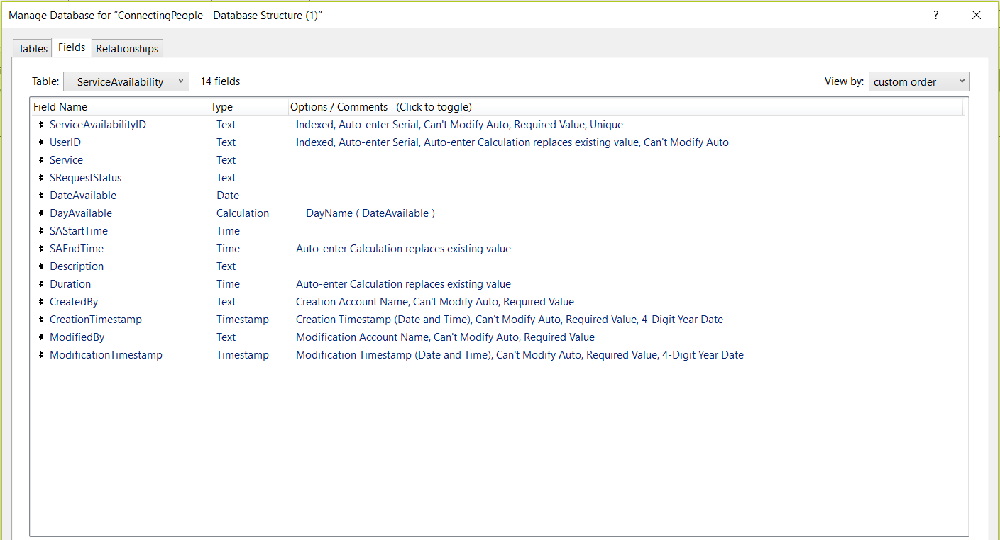 Manage Database for “ConnectingPeople - Database Structure (1)” ?
Tables Fields Relationships
Table: ServiceAvailability 14 fields View by: custom order
Field Name Type Options / Comments (Click to toggle)
ServiceAvailabilityID Text Indexed, Auto-enter Serial, Can't Modify Auto, Required Value, Unique
UserID Text Indexed, Auto-enter Serial, Auto-enter Calculation replaces existing value, Can't Modify Auto
Service Text
SRequestStatus Text
DateAvailable Date
DayAvailable Calculation = DayName ( DateAvailable )
SAStartTime Time
SAEndTime Time Auto-enter Calculation replaces existing value
Description Text
Duration Time Auto-enter Calculation replaces existing value
CreatedBy Text Creation Account Name, Can't Modify Auto, Required Value
CreationTimestamp Timestamp Creation Timestamp (Date and Time), Can't Modify Auto, Required Value, 4-Digit Year Date
ModifiedBy Text Modification Account Name, Can't Modify Auto, Required Value
ModificationTimestamp Timestamp Modification Timestamp (Date and Time), Can't Modify Auto, Required Value, 4-Digit Year Date